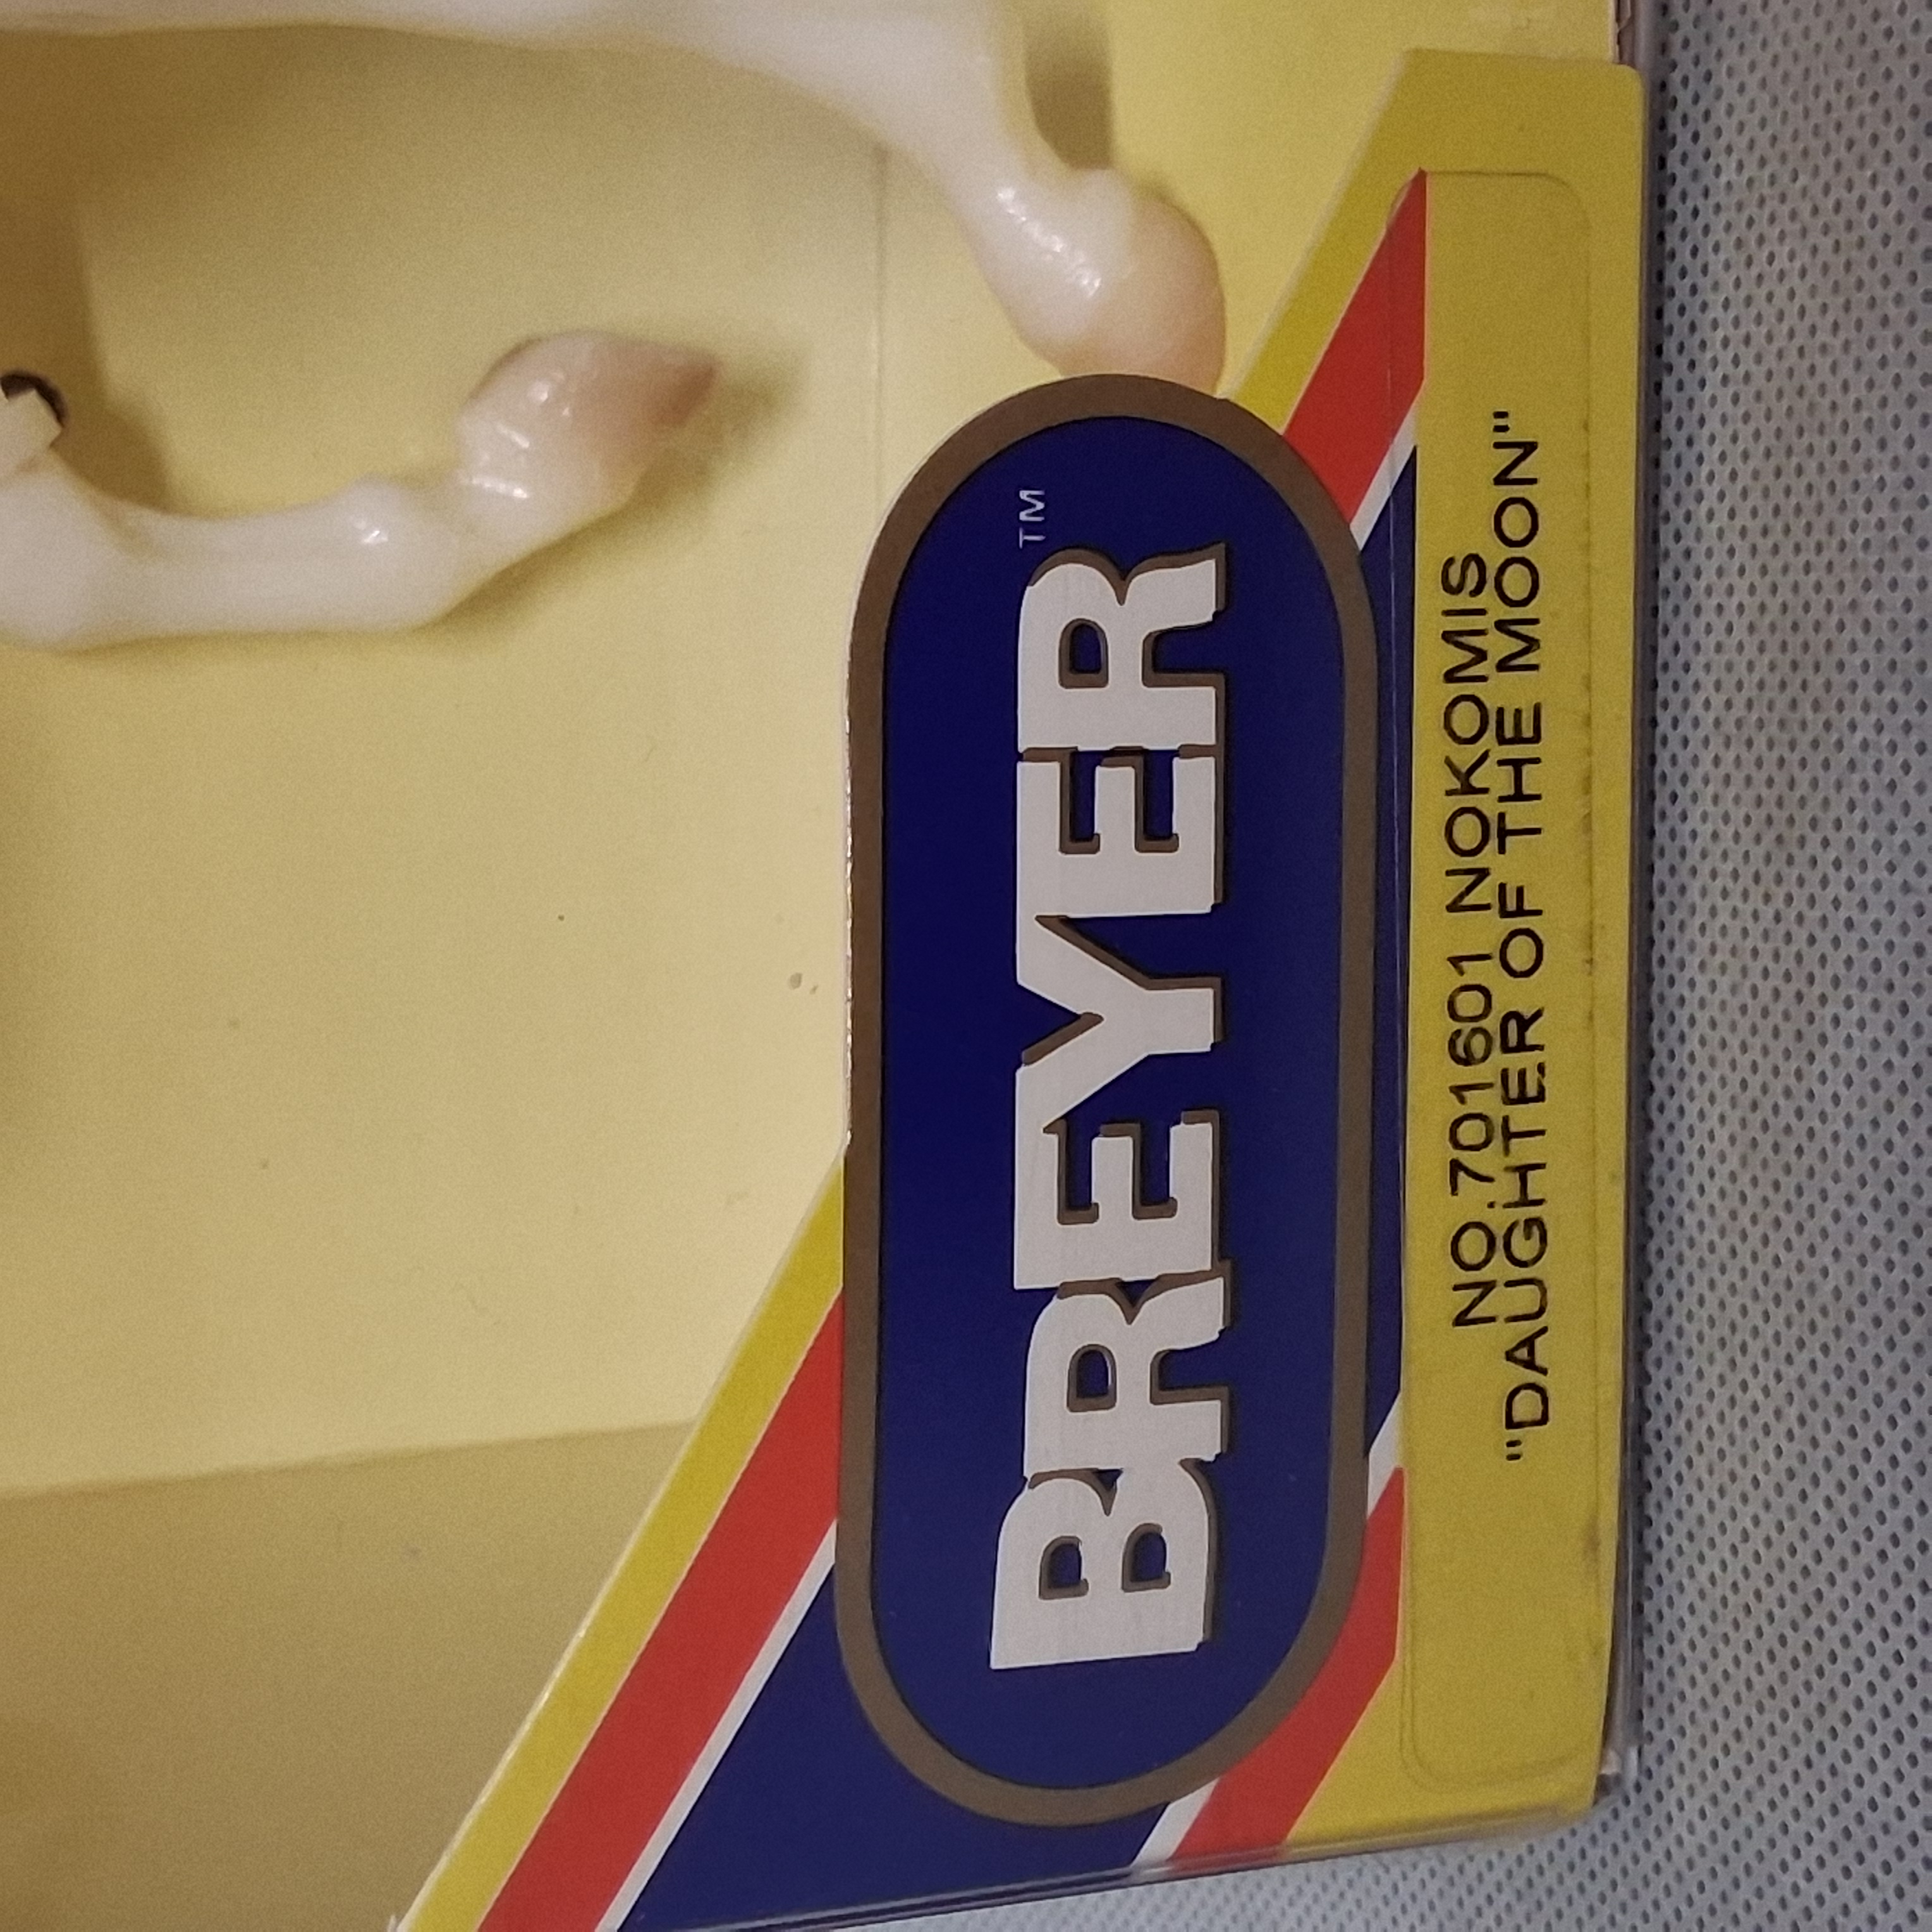 BREYER™
NO. 701601 NOKOMIS
"DAUGHTER OF THE MOON"